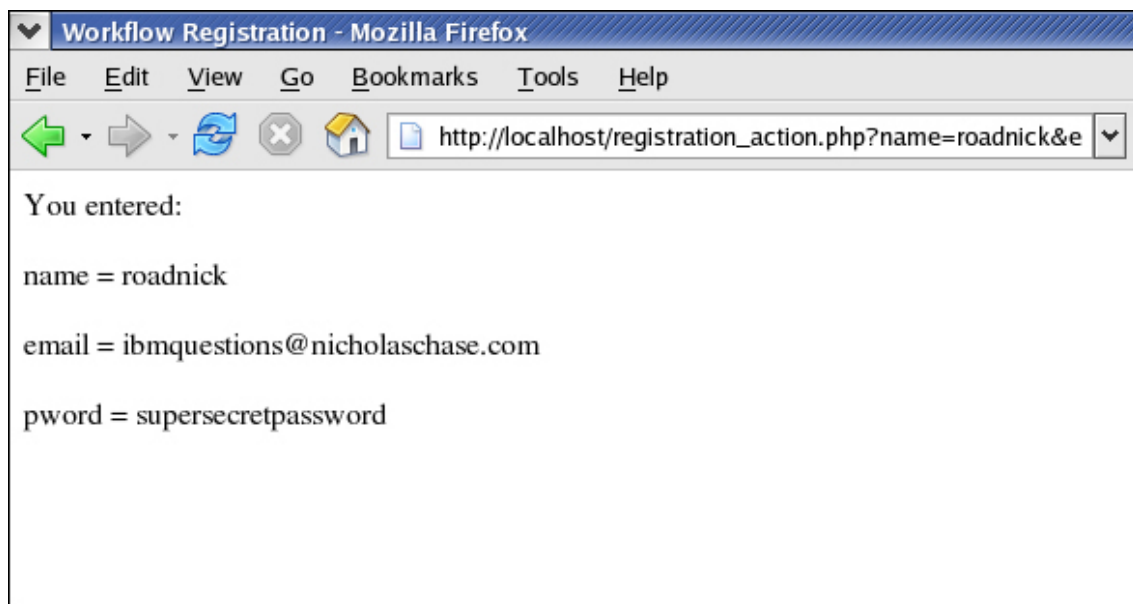 Workflow Registration - Mozilla Firefox
File Edit View Go Bookmarks Tools Help
http://localhost/registration_action.php?name=roadnick&e
You entered:
name = roadnick
email = ibmquestions@nicholaschase.com
pword = supersecretpassword